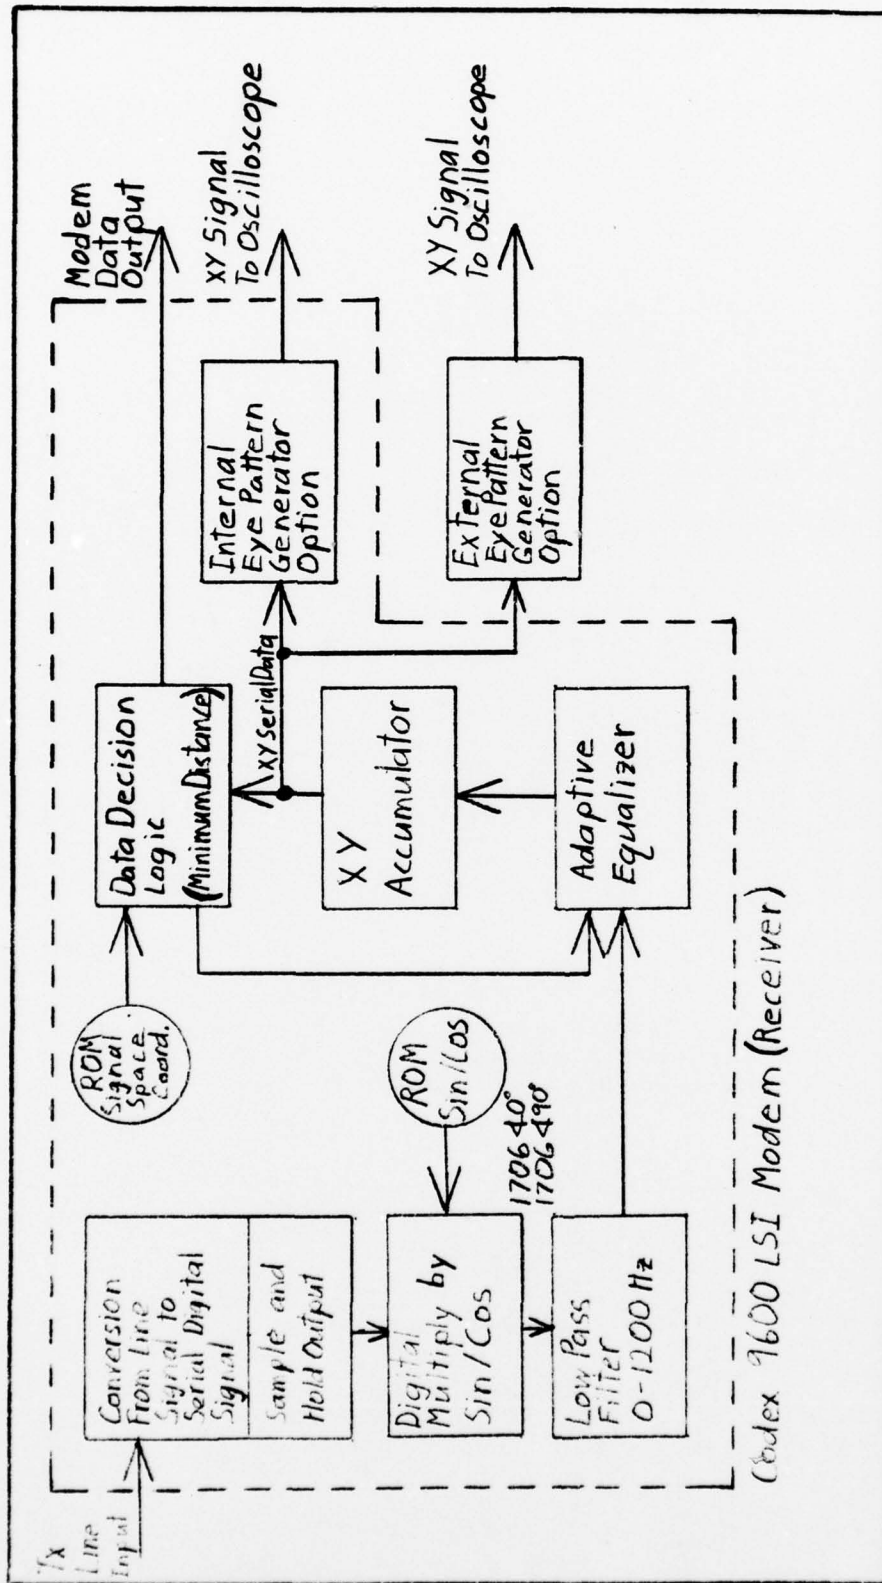 Tx
Line
Input
Conversion
From Line
Signal to
Serial Digital
Signal
Sample and
Hold Output
Digital
Multiply by
Sin/Cos
Low Pass
Filter
0-1200 Hz
ROM
Signal
Space
Coord.
ROM
Sin/Cos
1706∡0°
1706∡90°
Data Decision
Logic
(Minimum Distance)
XY Serial Data
XY
Accumulator
Adaptive
Equalizer
Internal
Eye Pattern
Generator
Option
External
Eye Pattern
Generator
Option
Modem
Data
Output
XY Signal
To Oscilloscope
XY Signal
To Oscilloscope
Codex 9600 LSI Modem (Receiver)